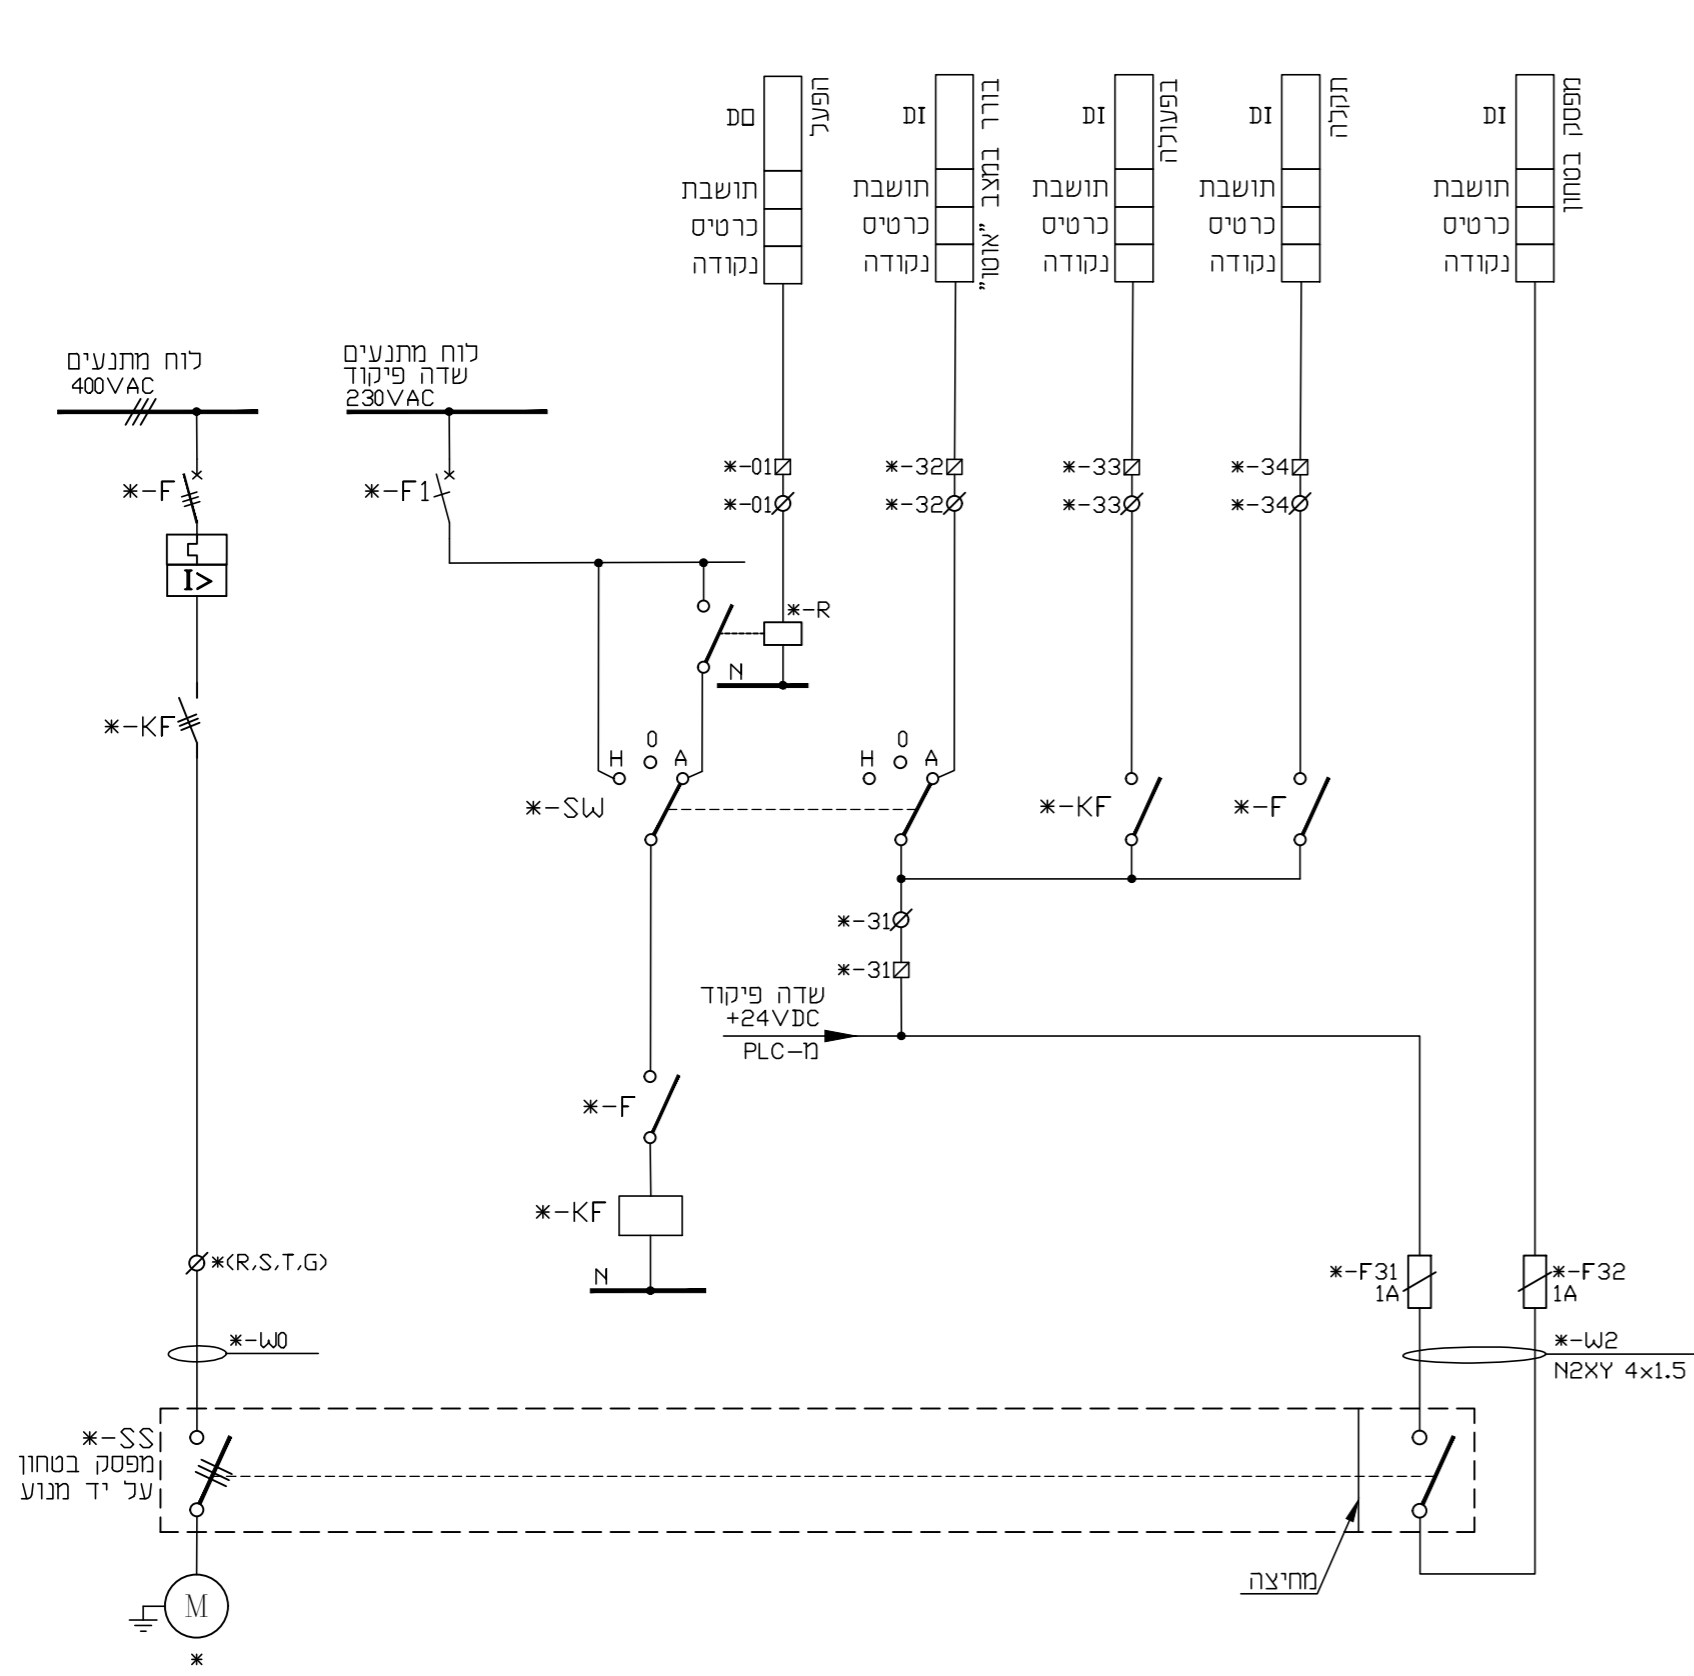 הפעל
בורר במצב "אוטו"
בפעולה
תקלה
מפסק בטחון
DO
DI
DI
DI
DI
תושבת
תושבת
תושבת
תושבת
תושבת
כרטיס
כרטיס
כרטיס
כרטיס
כרטיס
נקודה
נקודה
נקודה
נקודה
נקודה
לוח מתנעים
400VAC
לוח מתנעים
שדה פיקוד
230VAC
*-01
*-32
*-33
*-34
*-F
*-F1
*-01
*-32
*-33
*-34
I>
*-R
N
*-KF
H
0
A
H
0
A
*-SW
*-KF
*-F
*-31
*-31
שדה פיקוד
+24VDC
מ-PLC
*-F
*-KF
N
*(R,S,T,G)
*-F31
1A
*-F32
1A
*-W0
*-W2
N2XY 4x1.5
*-SS
מפסק בטחון
על יד מנוע
מחיצה
M
*